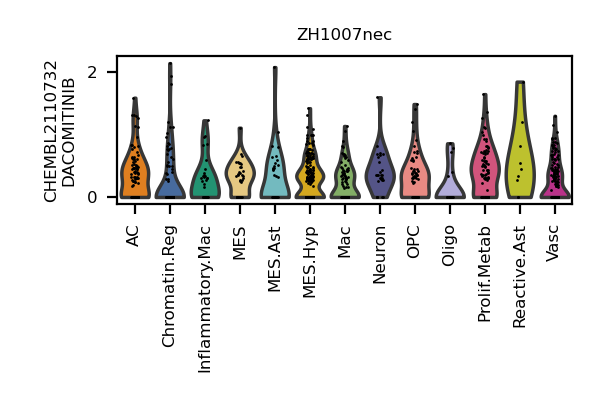 ZH1007nec
CHEMBL2110732
DACOMITINIB
2
0
AC
Chromatin.Reg
Inflammatory.Mac
MES
MES.Ast
MES.Hyp
Mac
Neuron
OPC
Oligo
Prolif.Metab
Reactive.Ast
Vasc